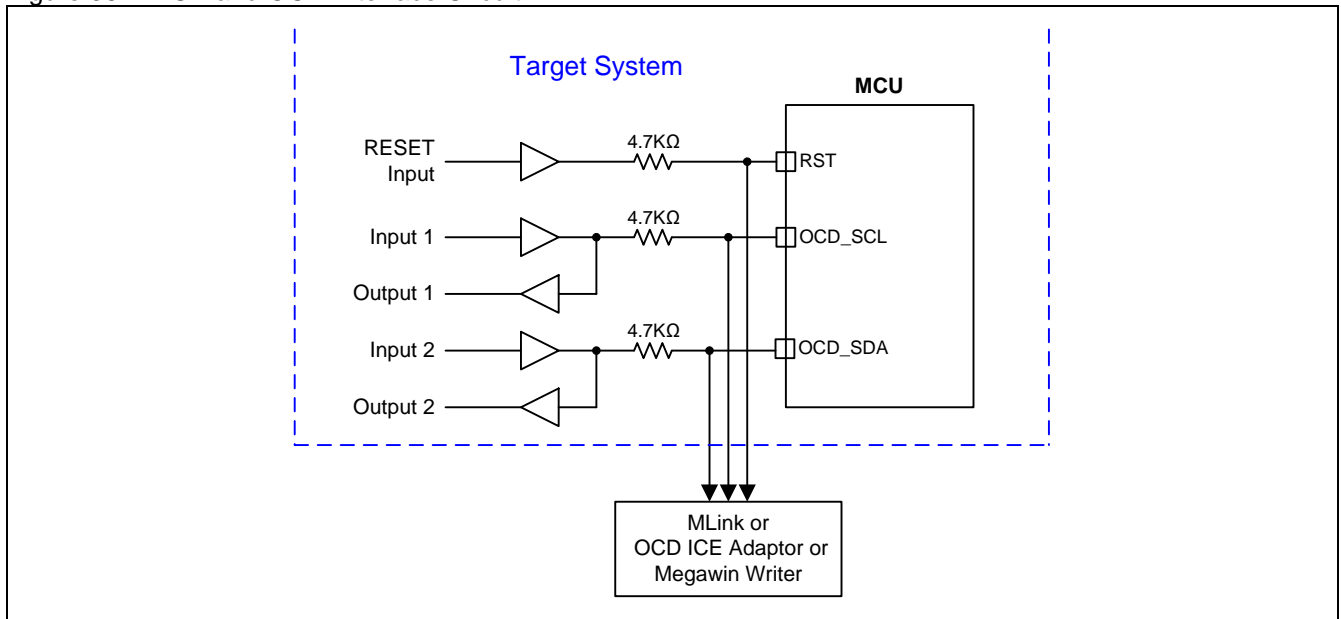 Target System
MCU
RESET
Input
4.7KΩ
RST
Input 1
4.7KΩ
OCD_SCL
Output 1
Input 2
4.7KΩ
OCD_SDA
Output 2
MLink or
OCD ICE Adaptor or
Megawin Writer